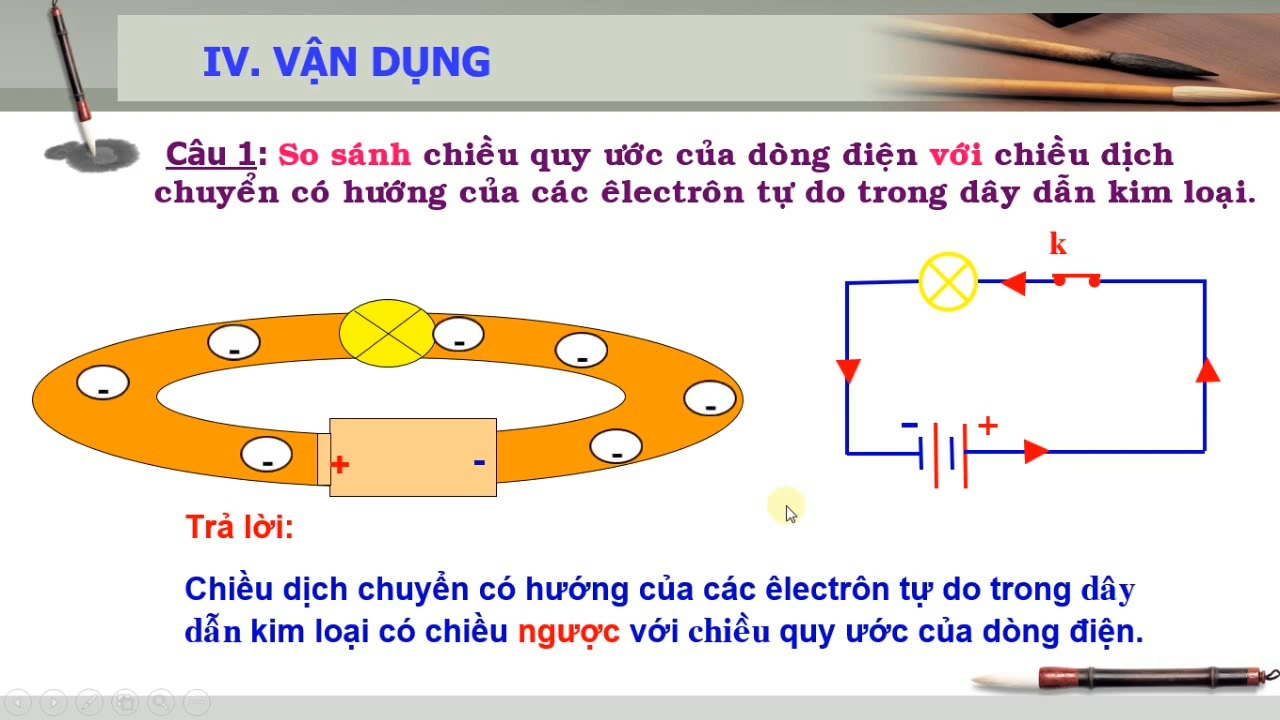 IV. VẬN DỤNG
Câu 1: So sánh chiều quy ước của dòng điện với chiều dịch
chuyển có hướng của các êlectrôn tự do trong dây dẫn kim loại.
k
- - - -
- -
- +
- -
+ -
Trả lời:
Chiều dịch chuyển có hướng của các êlectrôn tự do trong dây
dẫn kim loại có chiều ngược với chiều quy ước của dòng điện.